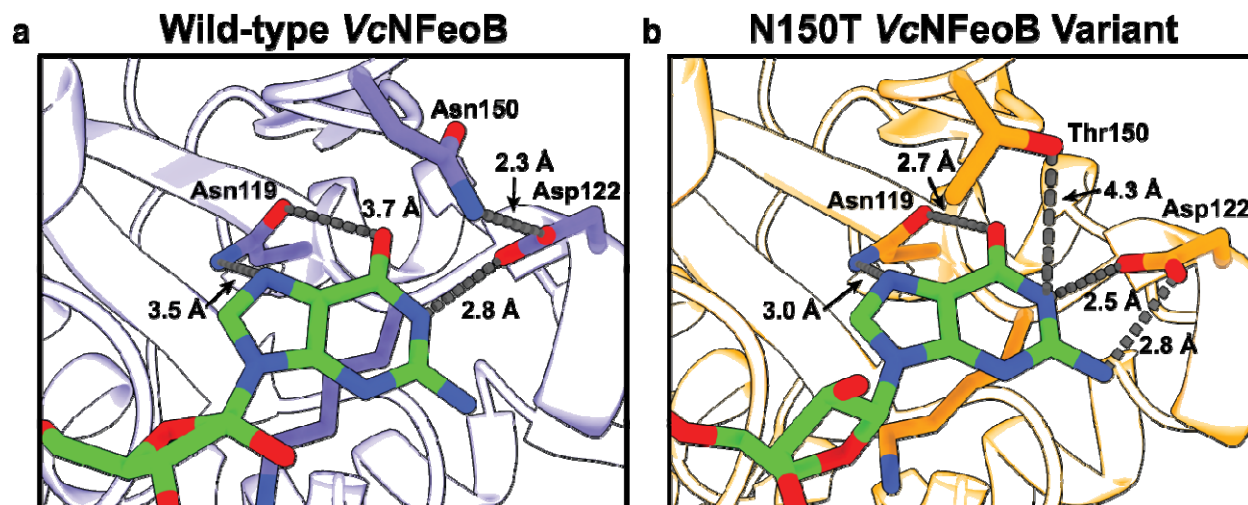 a Wild-type VcNFeoB
Asn150
2.3 Å
Asn119
3.7 Å
Asp122
3.5 Å
2.8 Å
b N150T VcNFeoB Variant
Thr150
2.7 Å
4.3 Å
Asn119
Asp122
3.0 Å
2.5 Å
2.8 Å